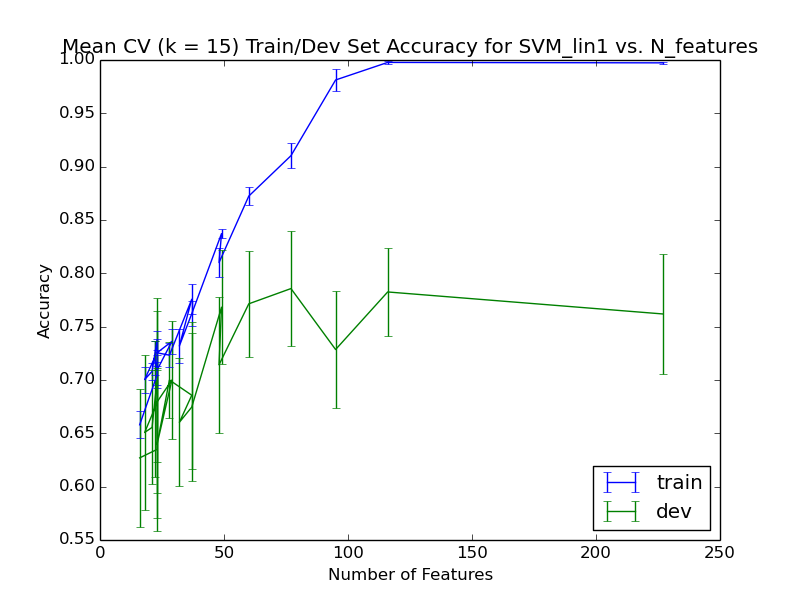 Mean CV (k = 15) Train/Dev Set Accuracy for SVM_lin1 vs. N_features
1.00
0.95
0.90
0.85
0.80
0.75
0.70
0.65
0.60
0.55
Accuracy
train
dev
0 50 100 150 200 250
Number of Features